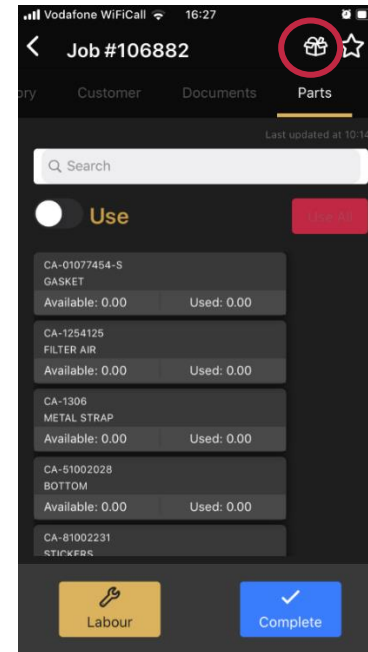 Vodafone WiFiCall 16:27
Job #106882
ory Customer Documents Parts
Last updated at 10:14
Search
Use Use All
CA-01077454-S
GASKET
Available: 0.00 Used: 0.00
CA-1254125
FILTER AIR
Available: 0.00 Used: 0.00
CA-1306
METAL STRAP
Available: 0.00 Used: 0.00
CA-51002028
BOTTOM
Available: 0.00 Used: 0.00
CA-81002231
STICKERS
Labour Complete